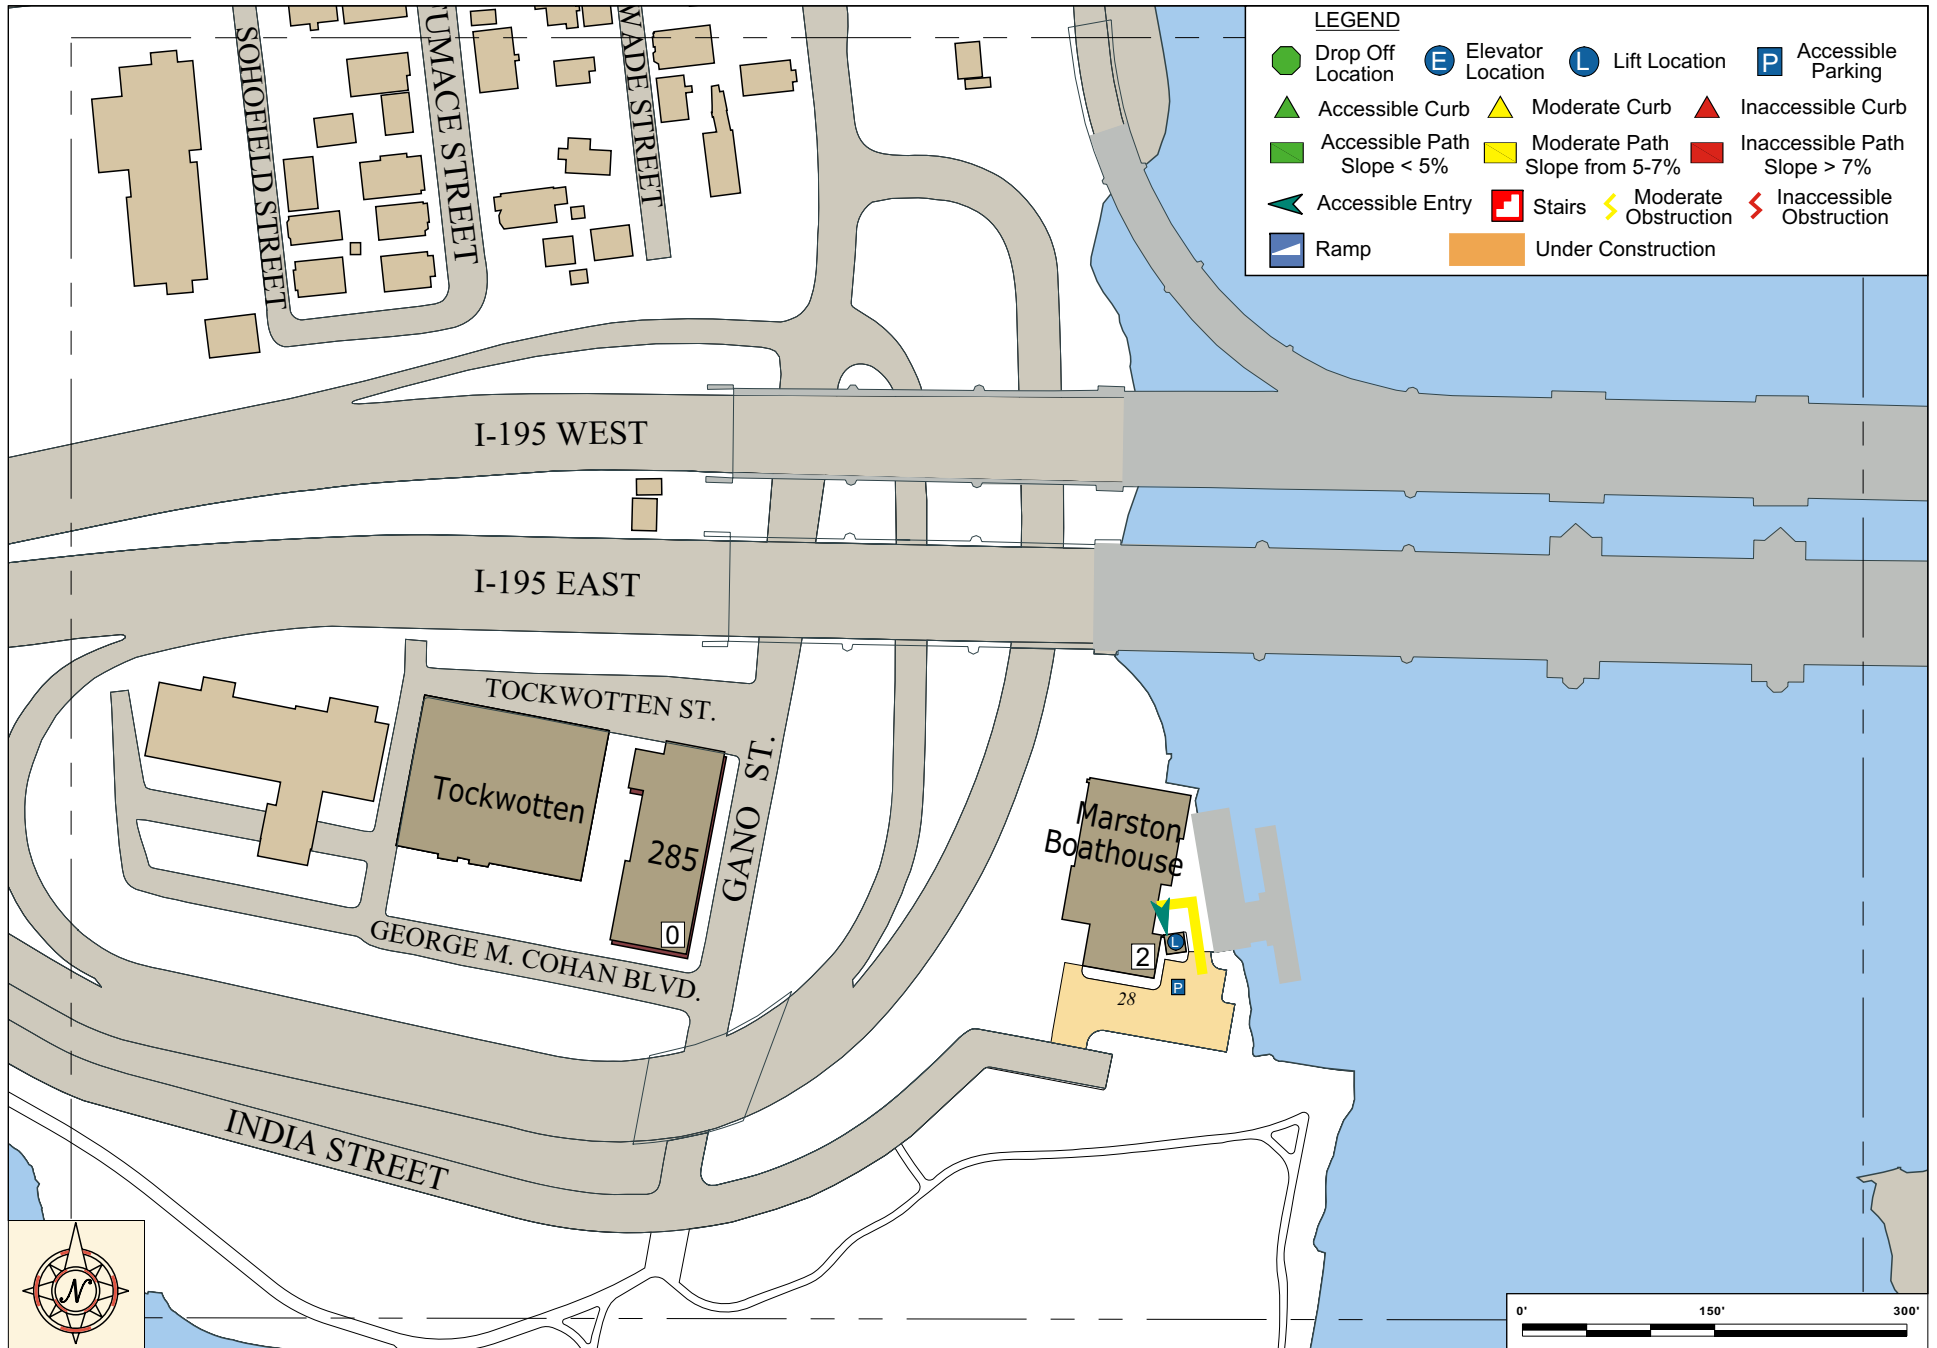 LEGEND
Drop Off
Location
E
Elevator
Location
L
Lift Location
P
Accessible
Parking
Accessible Curb
Moderate Curb
Inaccessible Curb
Accessible Path
Slope < 5%
Moderate Path
Slope from 5-7%
Inaccessible Path
Slope > 7%
Accessible Entry
Stairs
Moderate
Obstruction
Inaccessible
Obstruction
Ramp
Under Construction
SOHOFIELD STREET
FUMACE STREET
WADE STREET
I-195 WEST
I-195 EAST
TOCKWOTTEN ST.
Tockwotten
285
0
GANO ST.
GEORGE M. COHAN BLVD.
Marston
Boathouse
L
2
P
28
INDIA STREET
N
0' 150' 300'